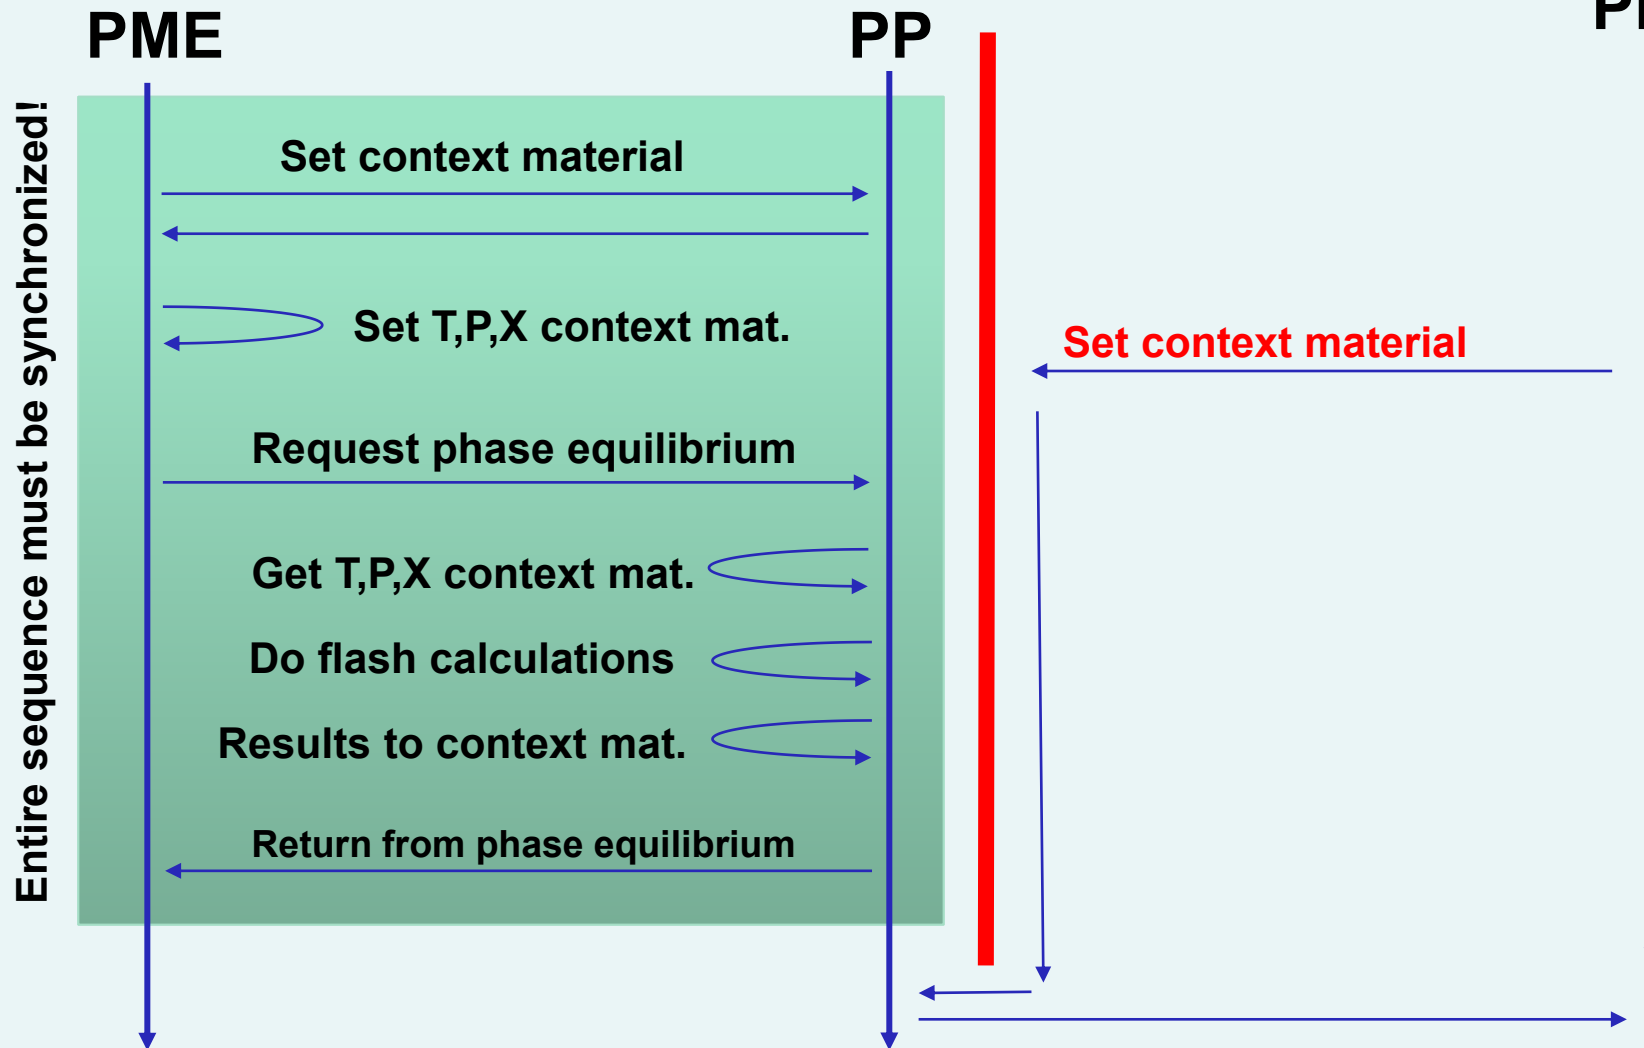 PME
PP
Entire sequence must be synchronized!
Set context material
Set T,P,X context mat.
Set context material
Request phase equilibrium
Get T,P,X context mat.
Do flash calculations
Results to context mat.
Return from phase equilibrium